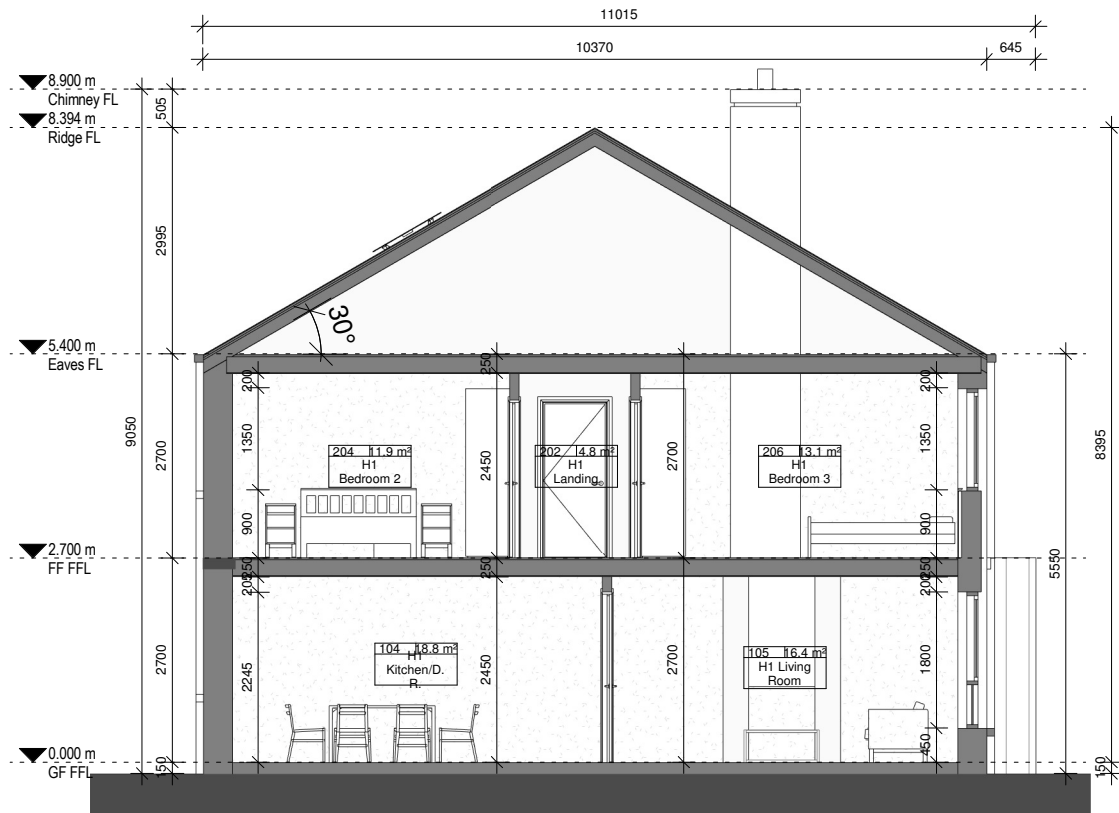 11015
10370
645
8.900 m
Chimney FL
505
8.394 m
Ridge FL
2995
30°
5.400 m
Eaves FL
250
200
200
9050
2700
1350
2450
2700
1350
8395
204 11.9 m²
H1
Bedroom 2
202 4.8 m²
H1
Landing
206 13.1 m²
H1
Bedroom 3
900
900
2.700 m
FF FFL
250
250
250
5550
200
200
104 18.8 m²
H1
Kitchen/D.
R.
105 16.4 m²
H1 Living
Room
2700
2245
2450
2700
1800
450
0.000 m
GF FFL
150
150